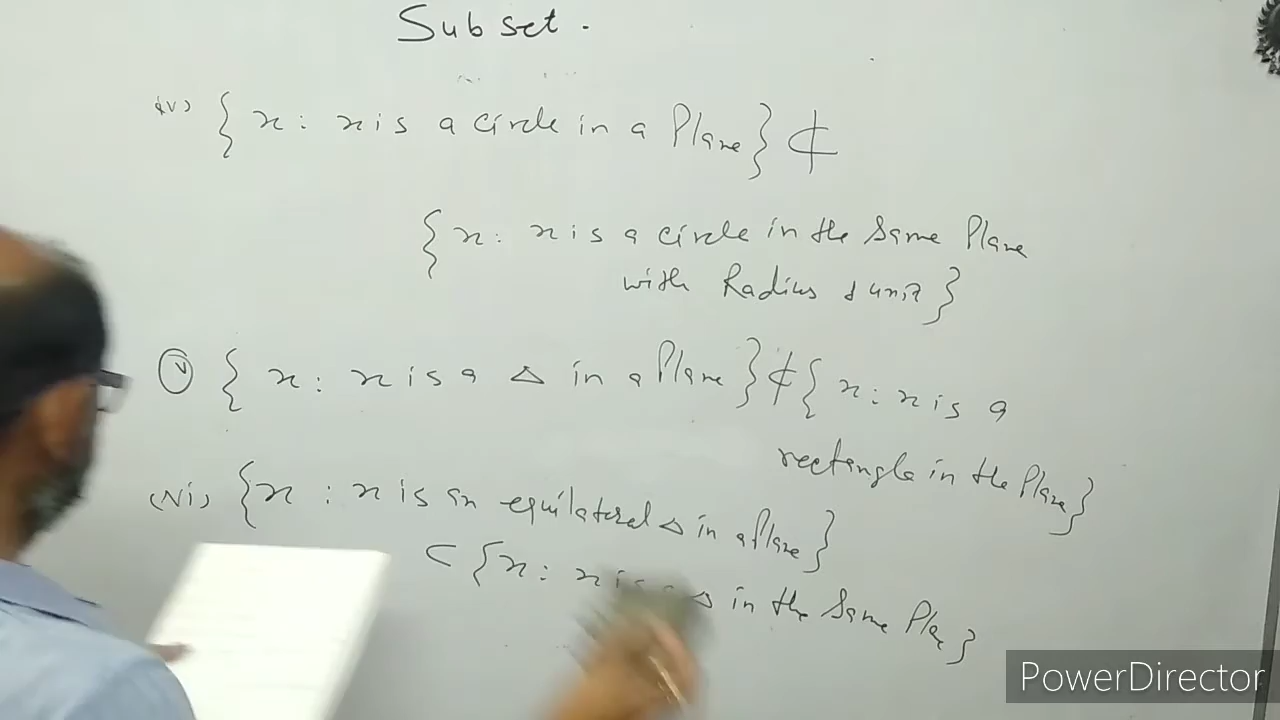 Subset.
(iv) { x : x is a circle in a Plane } ⊄
{ x : x is a circle in the Same Plane
with Radius 1 unit }
(v) { x : x is a △ in a Plane } ⊄ { x : x is a
rectangle in the Plane }
(vi) { x : x is an equilateral △ in a Plane }
⊂ { x : x is △ in the Same Plane }
PowerDirector